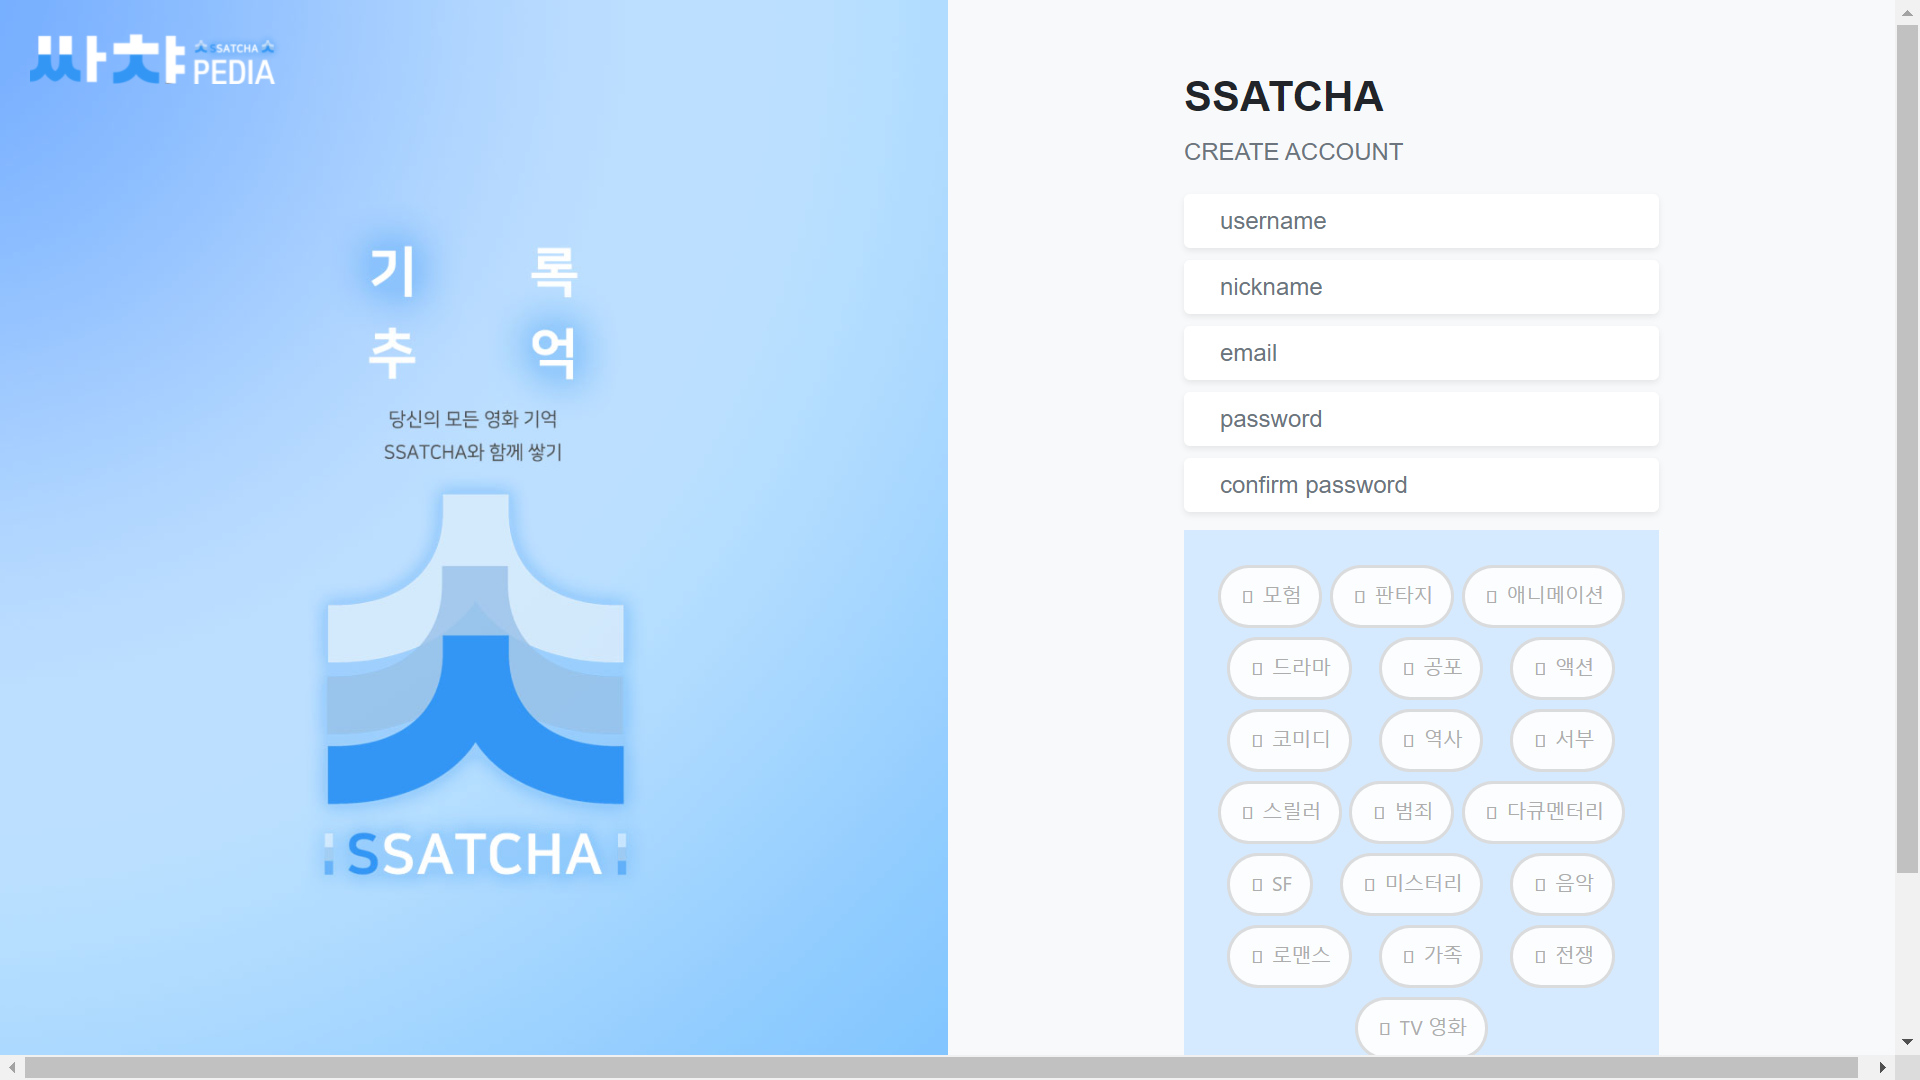 싸챠 SSATCHA
PEDIA
기 록
추 억
당신의 모든 영화 기억
SSATCHA와 함께 쌓기
SSATCHA
SSATCHA
CREATE ACCOUNT
username
nickname
email
password
confirm password
모험 판타지 애니메이션
드라마 공포 액션
코미디 역사 서부
스릴러 범죄 다큐멘터리
SF 미스터리 음악
로맨스 가족 전쟁
TV 영화